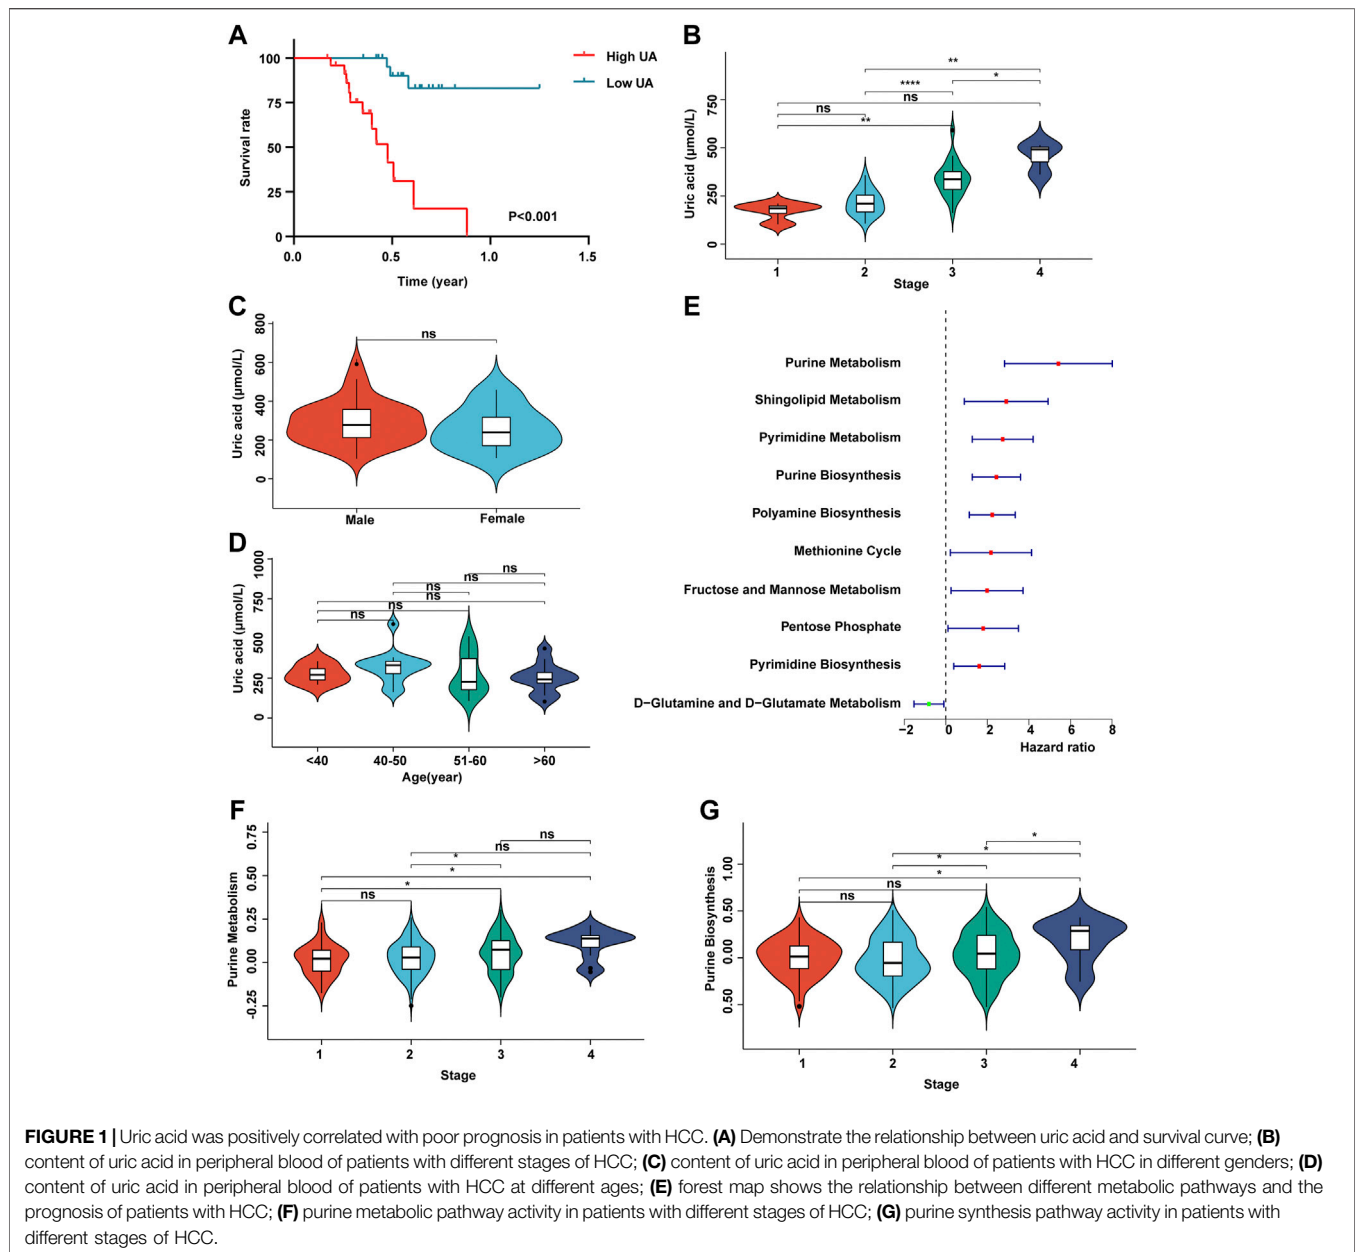 A
High UA
Low UA
100
75
50
25
0
Survival rate
P<0.001
0.0 0.5 1.0 1.5
Time (year)
B
**
**** *
ns
ns
**
750
500
250
0
Uric acid (µmol/L)
1 2 3 4
Stage
C
800
600
400
200
0
Uric acid (µmol/L)
ns
Male Female
D
1000
750
500
250
0
Uric acid (µmol/L)
ns
ns
ns
ns
ns
ns
<40 40-50 51-60 >60
Age(year)
E
Purine Metabolism
Shingolipid Metabolism
Pyrimidine Metabolism
Purine Biosynthesis
Polyamine Biosynthesis
Methionine Cycle
Fructose and Mannose Metabolism
Pentose Phosphate
Pyrimidine Biosynthesis
D−Glutamine and D−Glutamate Metabolism
−2 0 2 4 6 8
Hazard ratio
F
0.75
0.50
0.25
0.00
-0.25
Purine Metabolism
ns
ns
*
*
*
ns
1 2 3 4
Stage
G
1.00
0.50
0.00
0.50
Purine Biosynthesis
*
*
*
*
ns
ns
1 2 3 4
Stage
FIGURE 1 | Uric acid was positively correlated with poor prognosis in patients with HCC. (A) Demonstrate the relationship between uric acid and survival curve; (B)
content of uric acid in peripheral blood of patients with different stages of HCC; (C) content of uric acid in peripheral blood of patients with HCC in different genders; (D)
content of uric acid in peripheral blood of patients with HCC at different ages; (E) forest map shows the relationship between different metabolic pathways and the
prognosis of patients with HCC; (F) purine metabolic pathway activity in patients with different stages of HCC; (G) purine synthesis pathway activity in patients with
different stages of HCC.